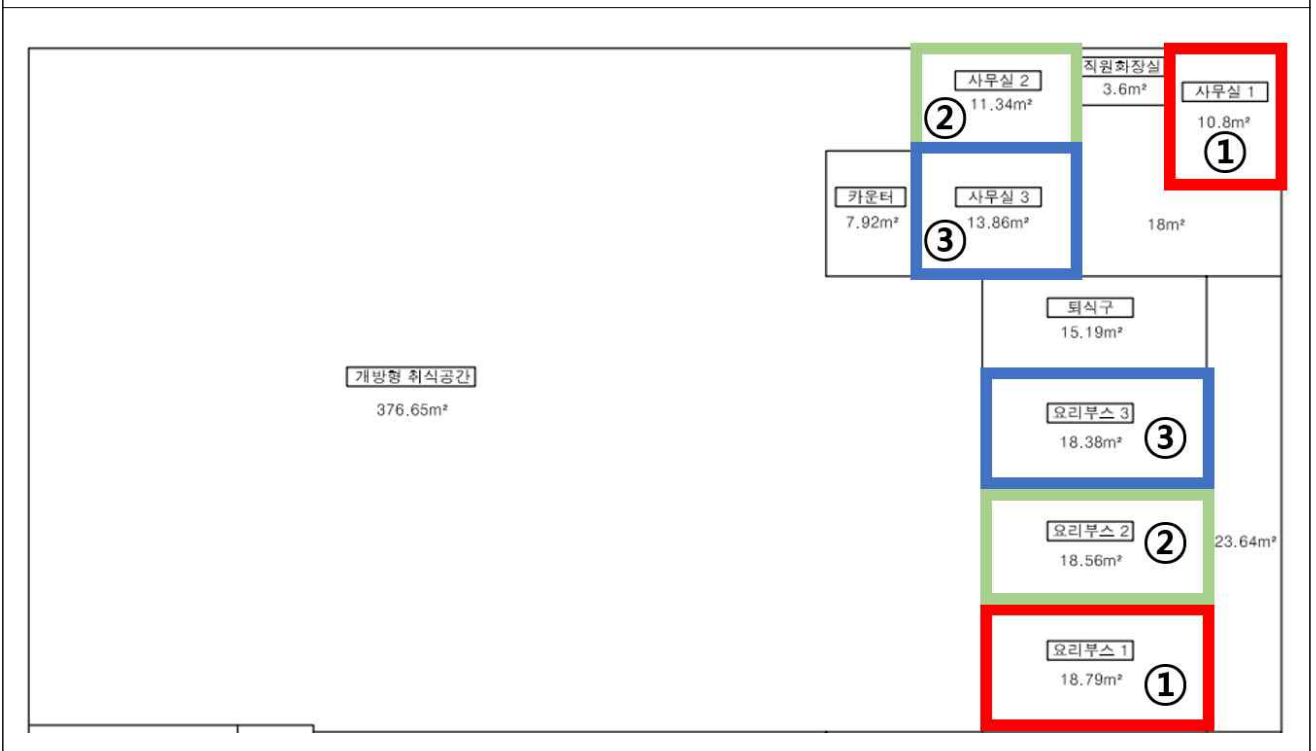 사무실 2
11.34m²
②
직원화장실
3.6m²
사무실 1
10.8m²
①
카운터
7.92m²
사무실 3
13.86m²
③
18m²
퇴식구
15.19m²
개방형 취식공간
376.65m²
요리부스 3
18.38m²
③
요리부스 2
18.56m²
②
23.64m²
요리부스 1
18.79m²
①